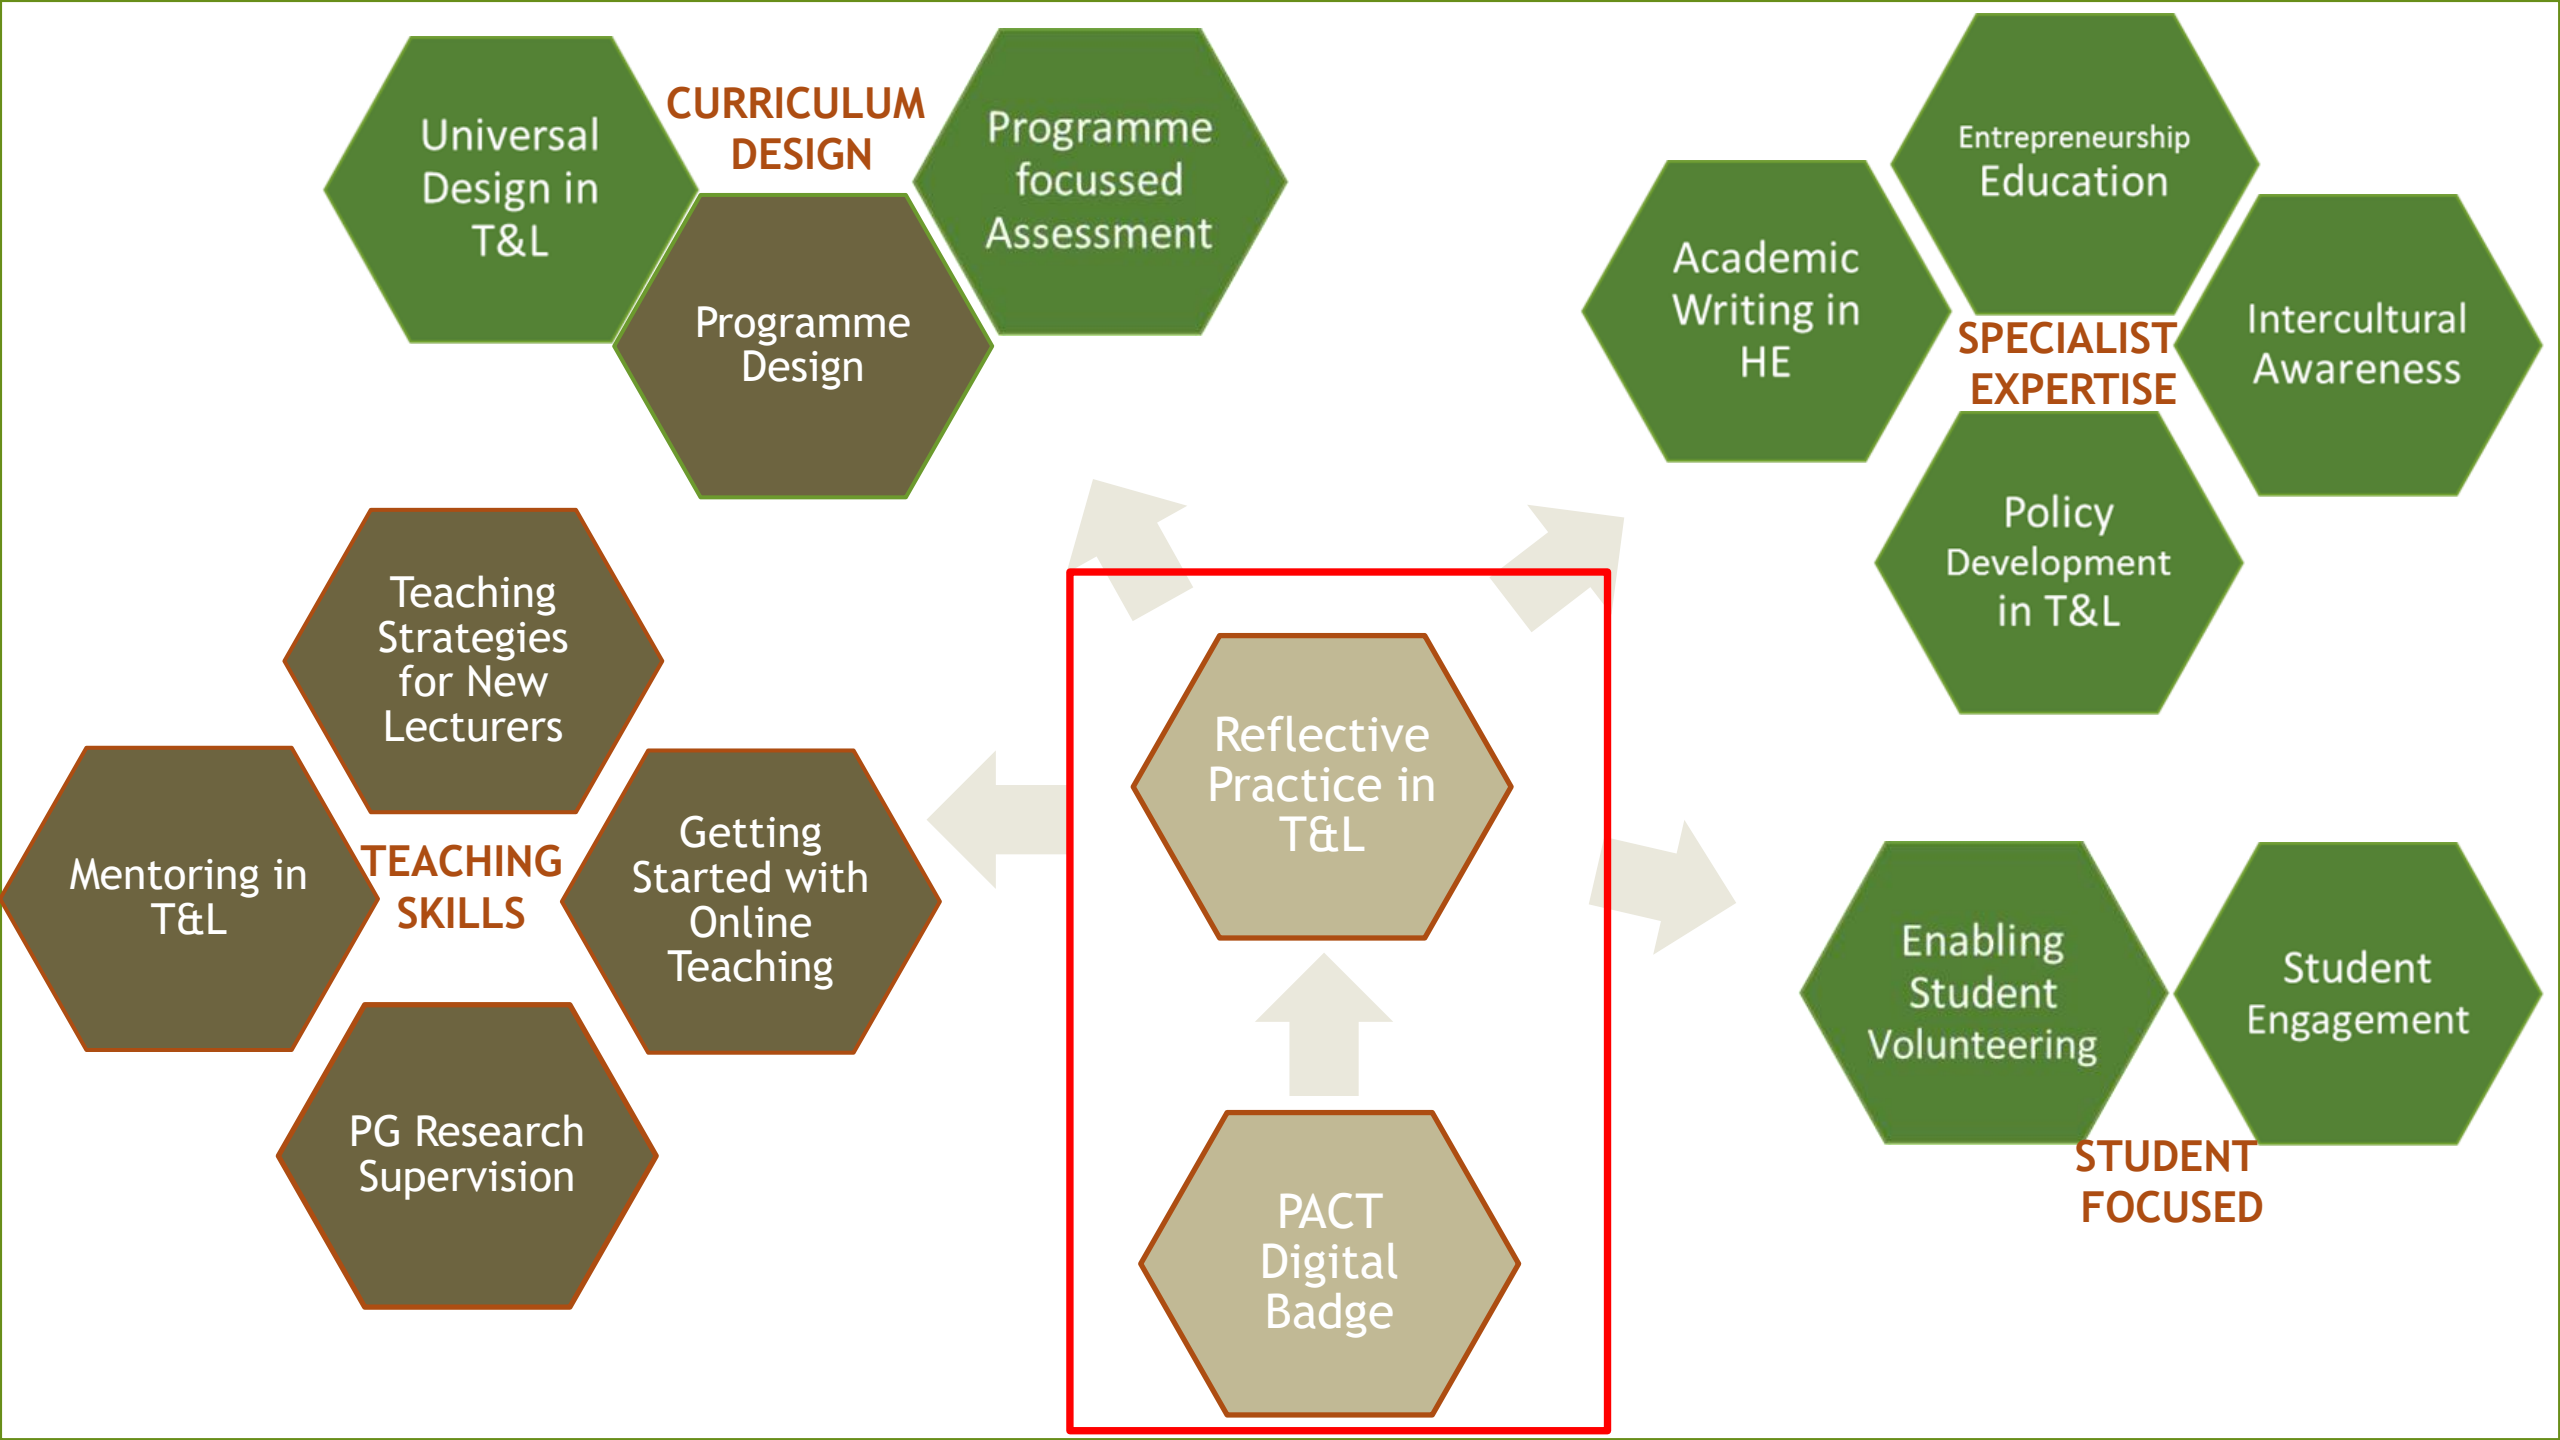 Universal
Design in
T&L
CURRICULUM
DESIGN
Programme
focussed
Assessment
Programme
Design
Entrepreneurship
Education
Academic
Writing in
HE
SPECIALIST
EXPERTISE
Intercultural
Awareness
Policy
Development
in T&L
Teaching
Strategies
for New
Lecturers
Mentoring in
T&L
TEACHING
SKILLS
Getting
Started with
Online
Teaching
PG Research
Supervision
Reflective
Practice in
T&L
PACT
Digital
Badge
Enabling
Student
Volunteering
Student
Engagement
STUDENT
FOCUSED